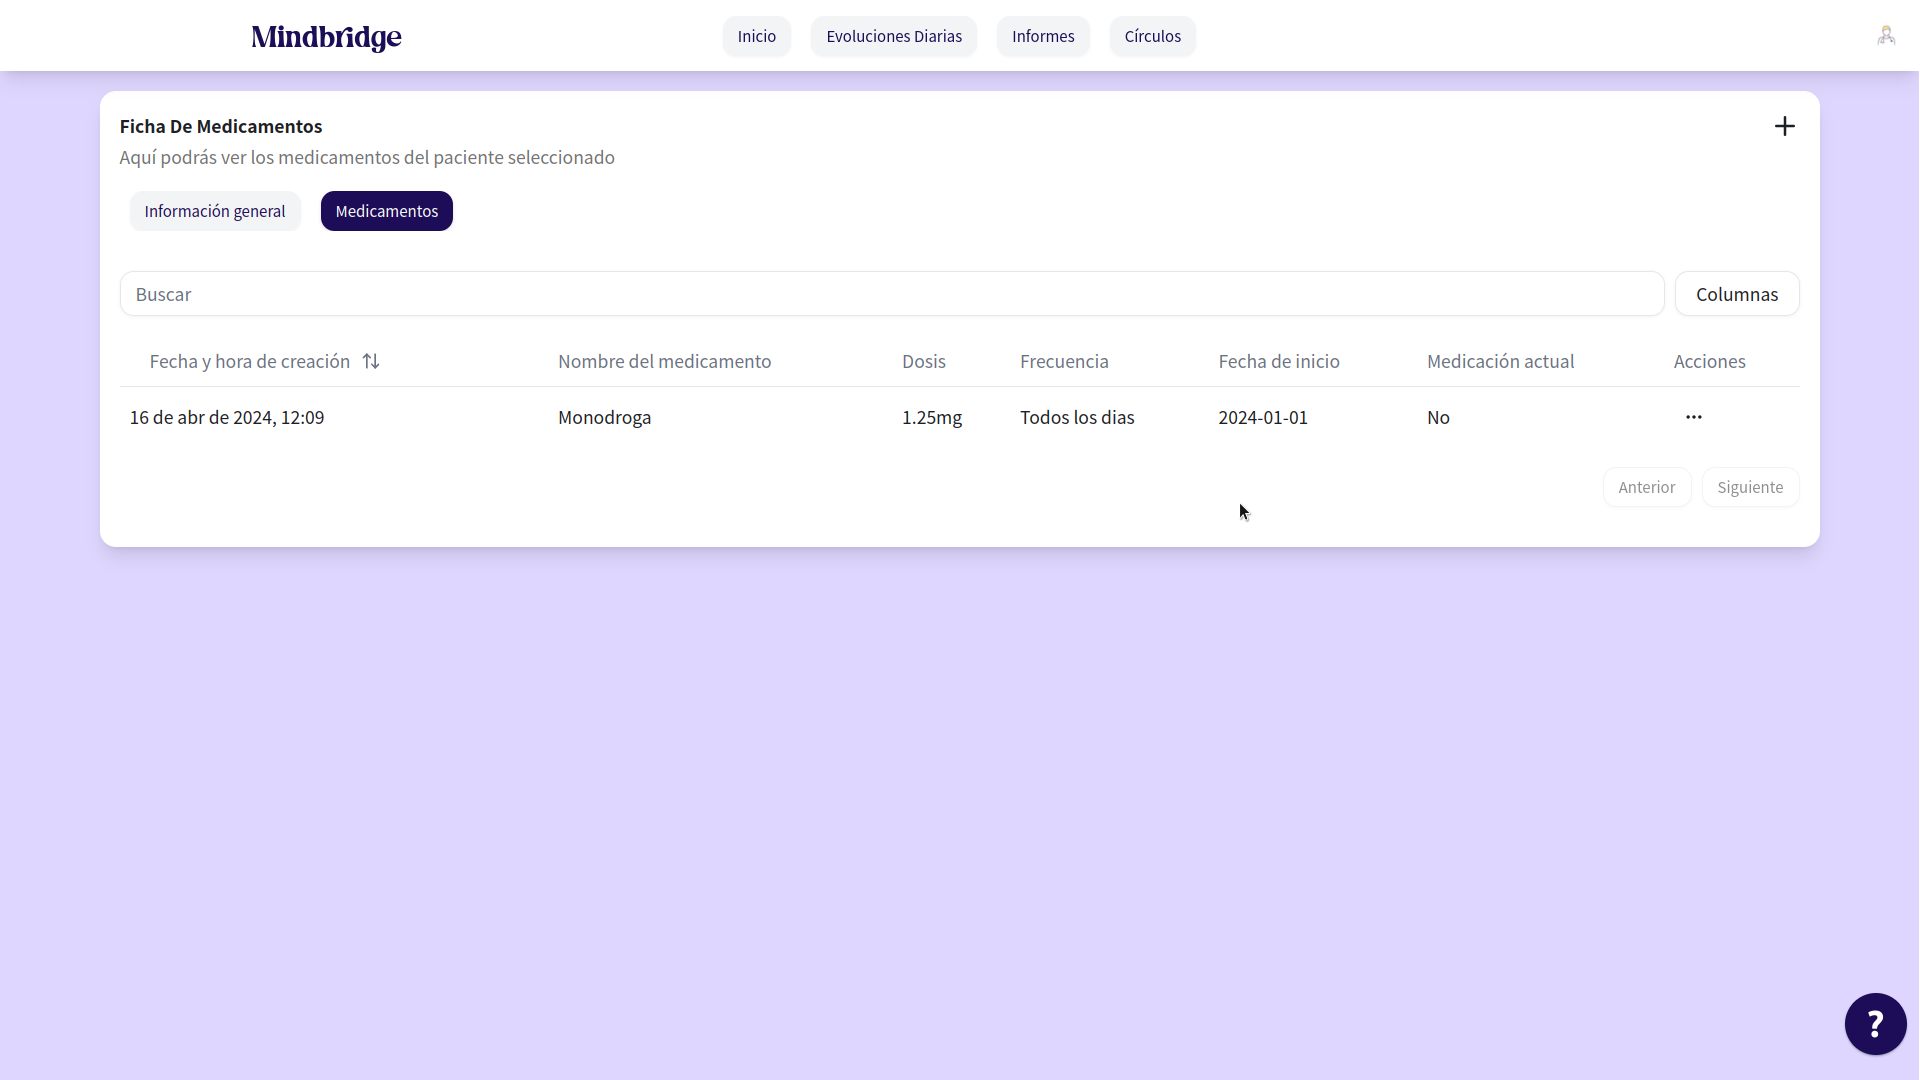 Mindbridge
Inicio
Evoluciones Diarias
Informes
Círculos
Ficha De Medicamentos
Aquí podrás ver los medicamentos del paciente seleccionado
Información general
Medicamentos
Buscar
Columnas
Fecha y hora de creación Nombre del medicamento Dosis Frecuencia Fecha de inicio Medicación actual Acciones
16 de abr de 2024, 12:09 Monodroga 1.25mg Todos los dias 2024-01-01 No ...
Anterior
Siguiente
?